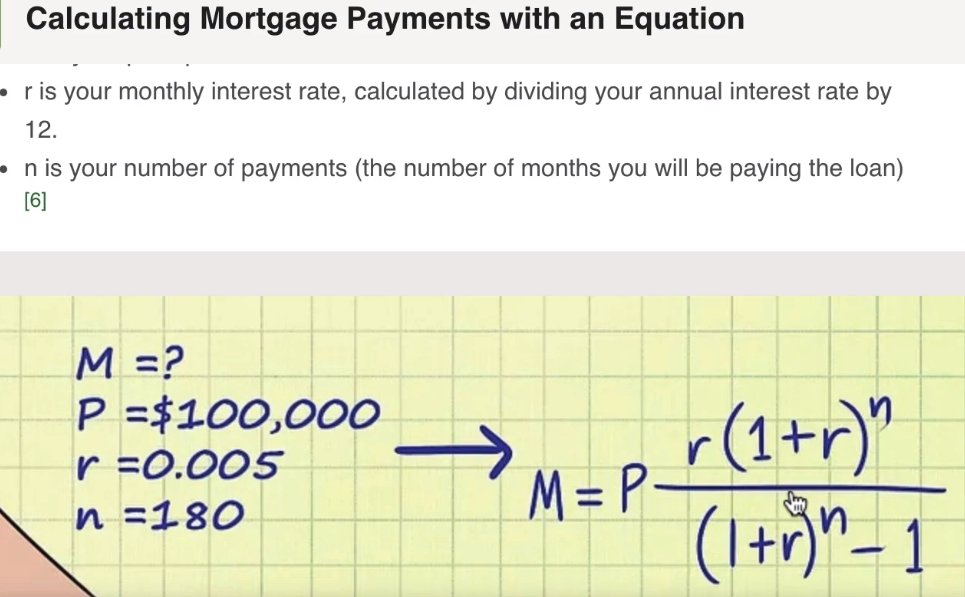 Calculating Mortgage Payments with an Equation
• r is your monthly interest rate, calculated by dividing your annual interest rate by
12.
• n is your number of payments (the number of months you will be paying the loan)
[6]
M =?
P =$100,000
r =0.005
n =180
M = P r(1+r)^n / (1+r)^n - 1